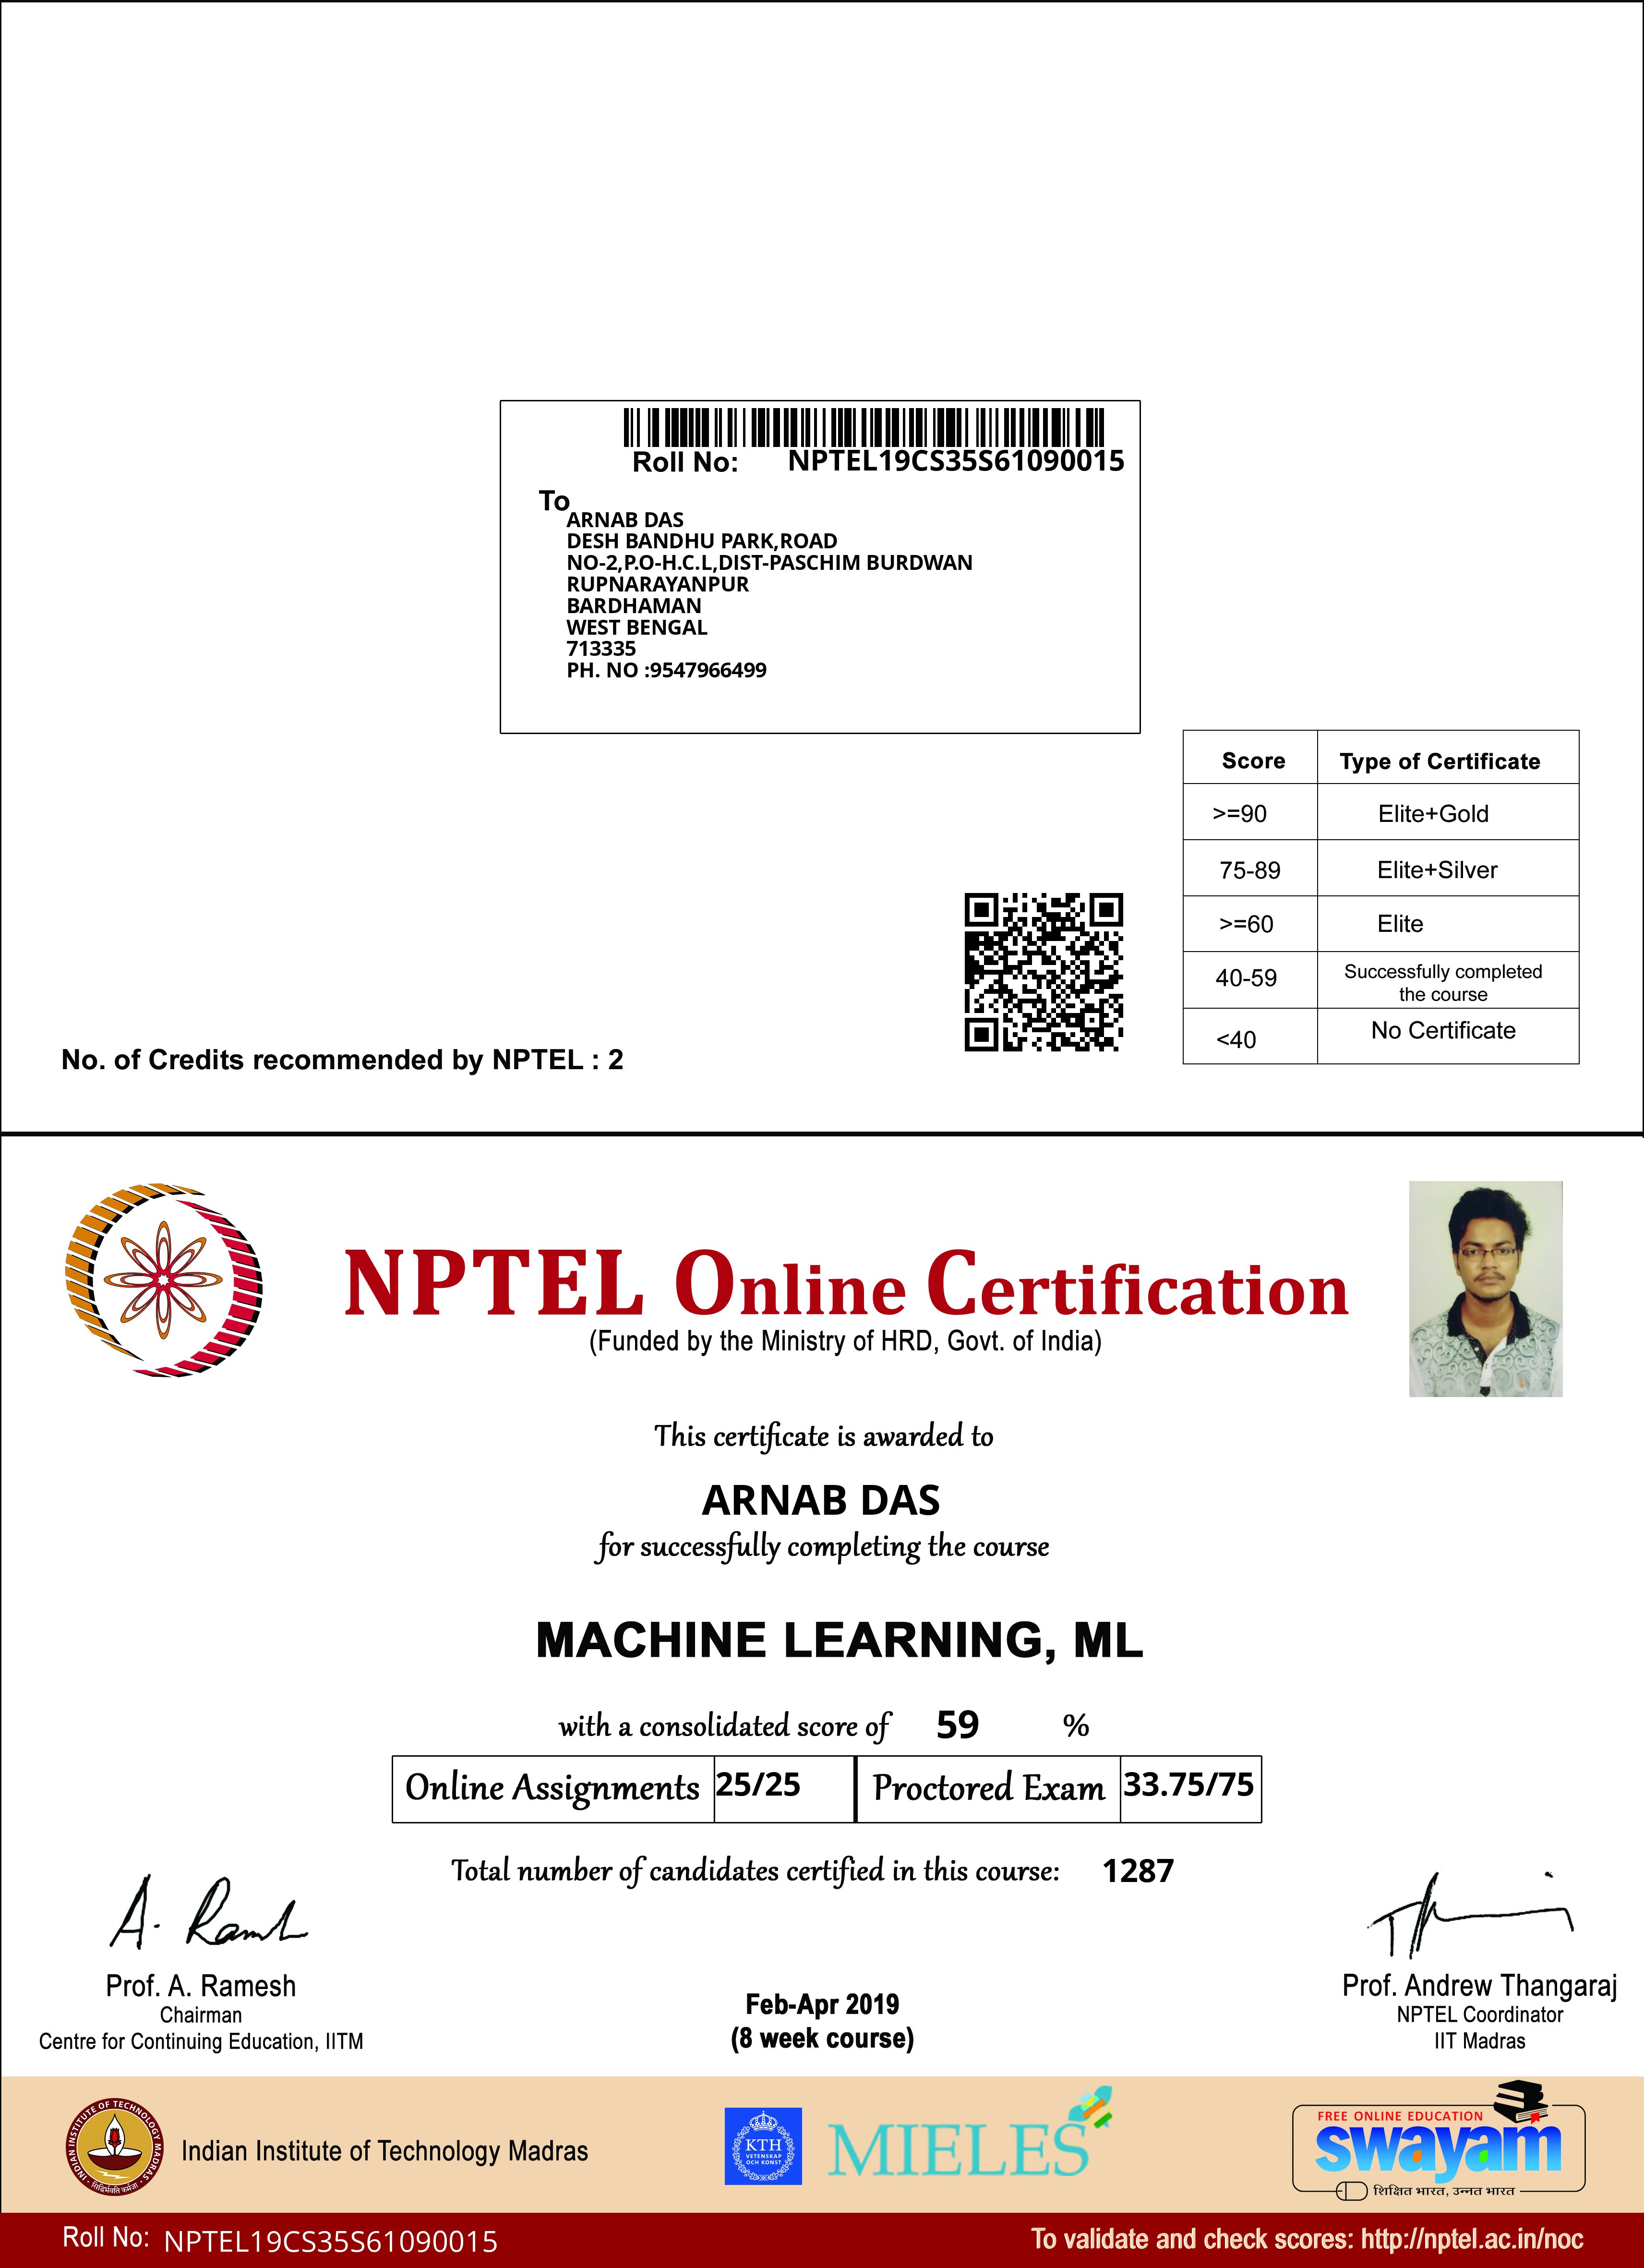 Roll No: NPTEL19CS35S61090015
To
ARNAB DAS
DESH BANDHU PARK,ROAD
NO-2,P.O-H.C.L,DIST-PASCHIM BURDWAN
RUPNARAYANPUR
BARDHAMAN
WEST BENGAL
713335
PH. NO :9547966499
Score Type of Certificate
>=90 Elite+Gold
75-89 Elite+Silver
>=60 Elite
40-59 Successfully completed
the course
<40 No Certificate
No. of Credits recommended by NPTEL : 2
NPTEL Online Certification
(Funded by the Ministry of HRD, Govt. of India)
This certificate is awarded to
ARNAB DAS
for successfully completing the course
MACHINE LEARNING, ML
with a consolidated score of 59 %
Online Assignments 25/25 Proctored Exam 33.75/75
Total number of candidates certified in this course: 1287
A. Ramesh
Prof. A. Ramesh
Chairman
Centre for Continuing Education, IITM
Feb-Apr 2019
(8 week course)
Prof. Andrew Thangaraj
NPTEL Coordinator
IIT Madras
INDIAN INSTITUTE OF TECHNOLOGY MADRAS
सिद्धिर्भवति कर्मजा
Indian Institute of Technology Madras
KTH
VETENSKAP
OCH KONST
MIELES
FREE ONLINE EDUCATION
swayam
शिक्षित भारत, उन्नत भारत
Roll No: NPTEL19CS35S61090015
To validate and check scores: http://nptel.ac.in/noc